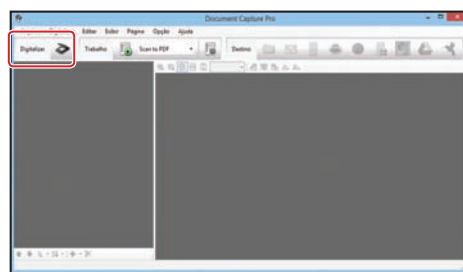 Document Capture Pro
Editar Exibir Página Opção Ajuda
Digitalizar Trabalho Scan to PDF Destino